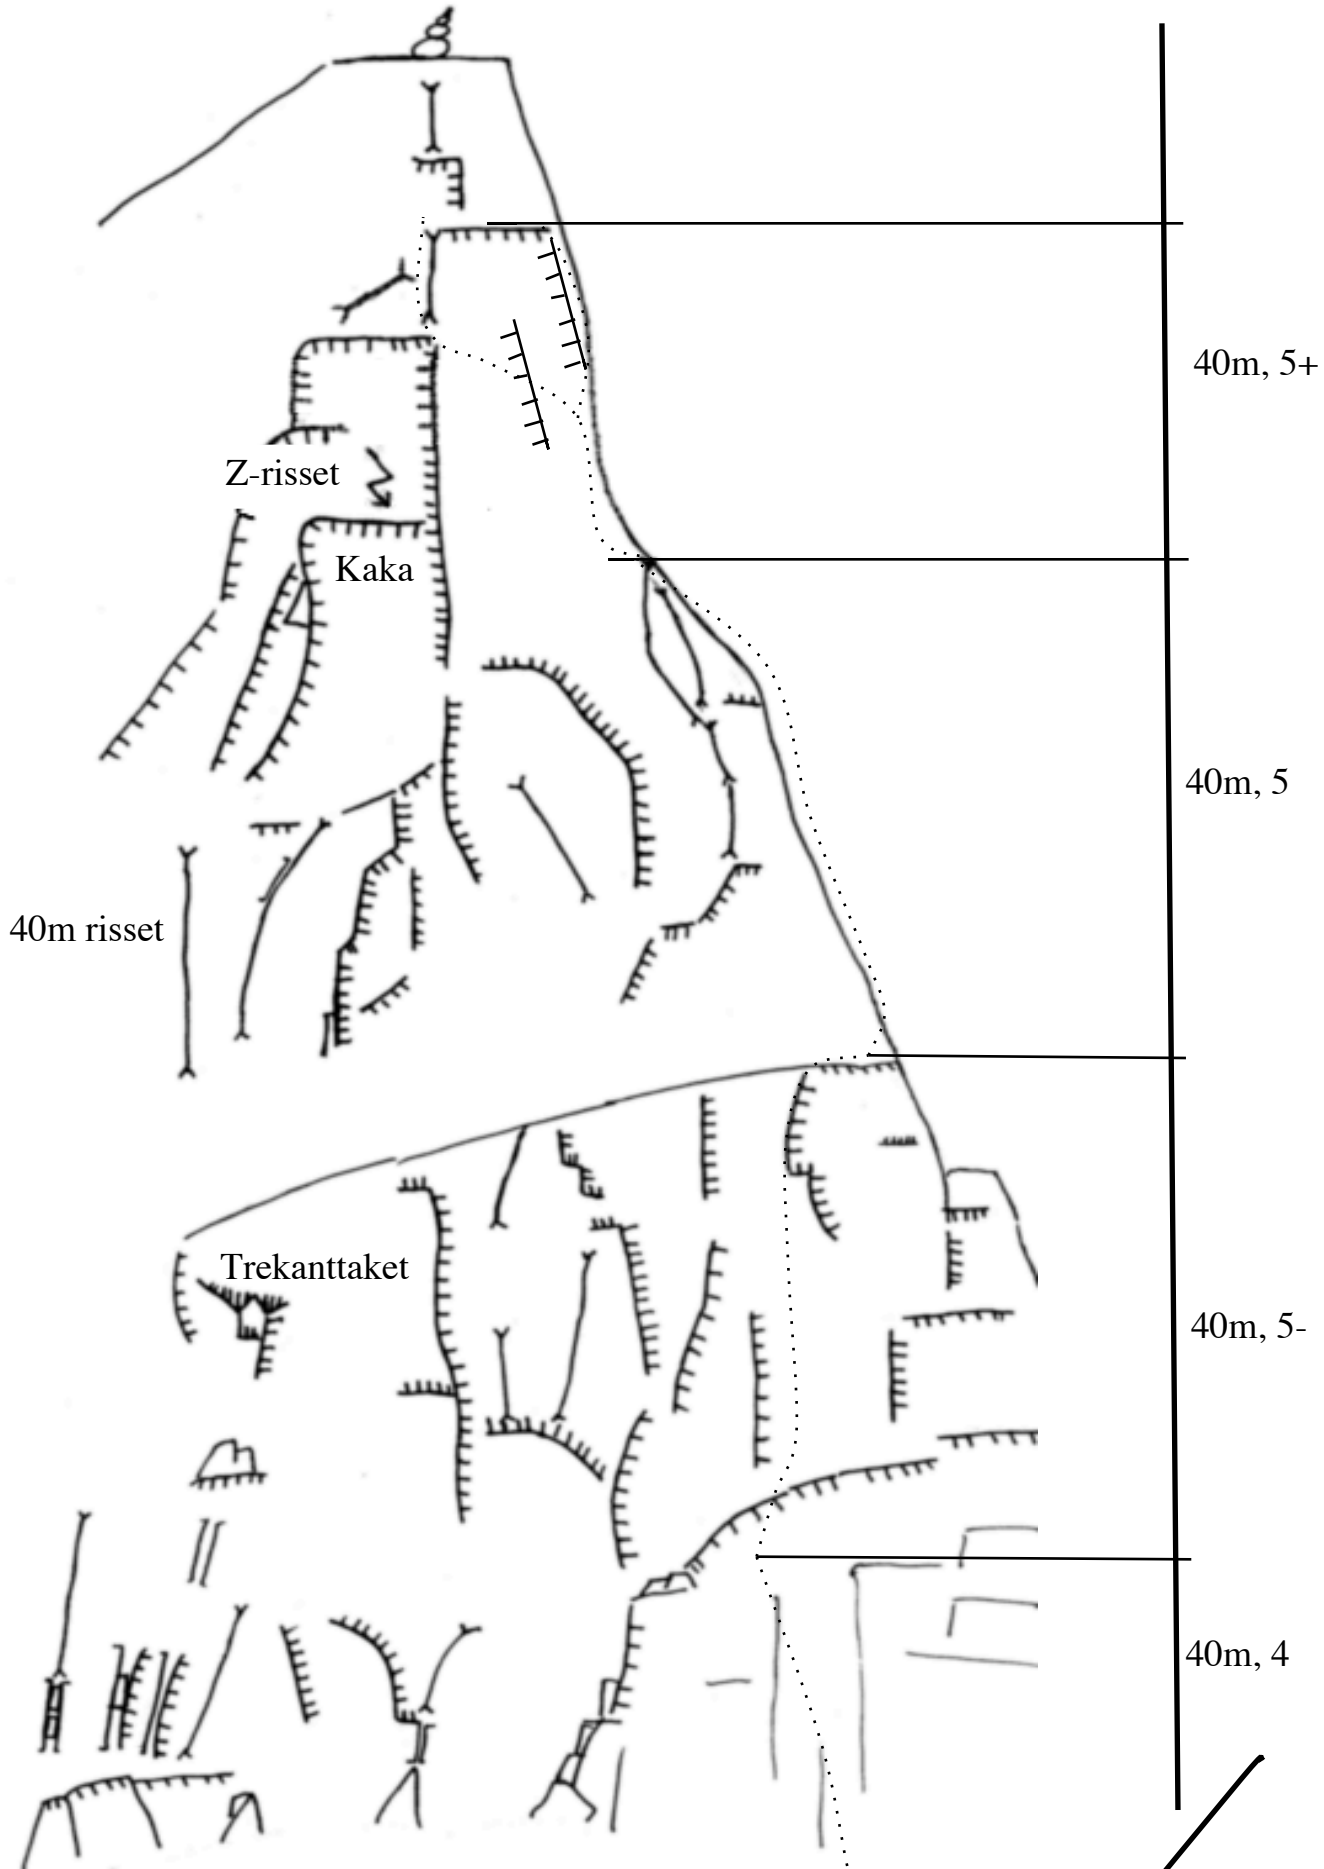 40m, 5+
Z-risset
Kaka
40m, 5
40m risset
Trekanttaket
40m, 5-
40m, 4